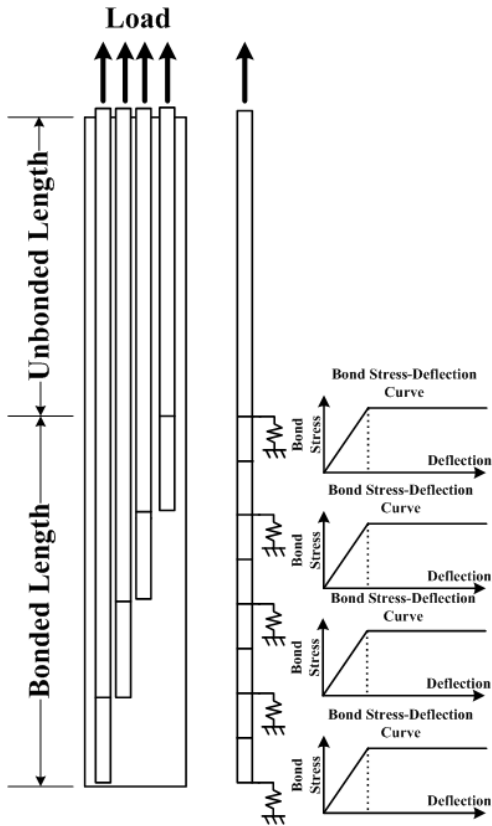 Load
Unbonded Length
Bonded Length
Bond Stress-Deflection
Curve
Bond
Stress
Deflection
Bond Stress-Deflection
Curve
Bond
Stress
Deflection
Bond Stress-Deflection
Curve
Bond
Stress
Deflection
Bond Stress-Deflection
Curve
Bond
Stress
Deflection